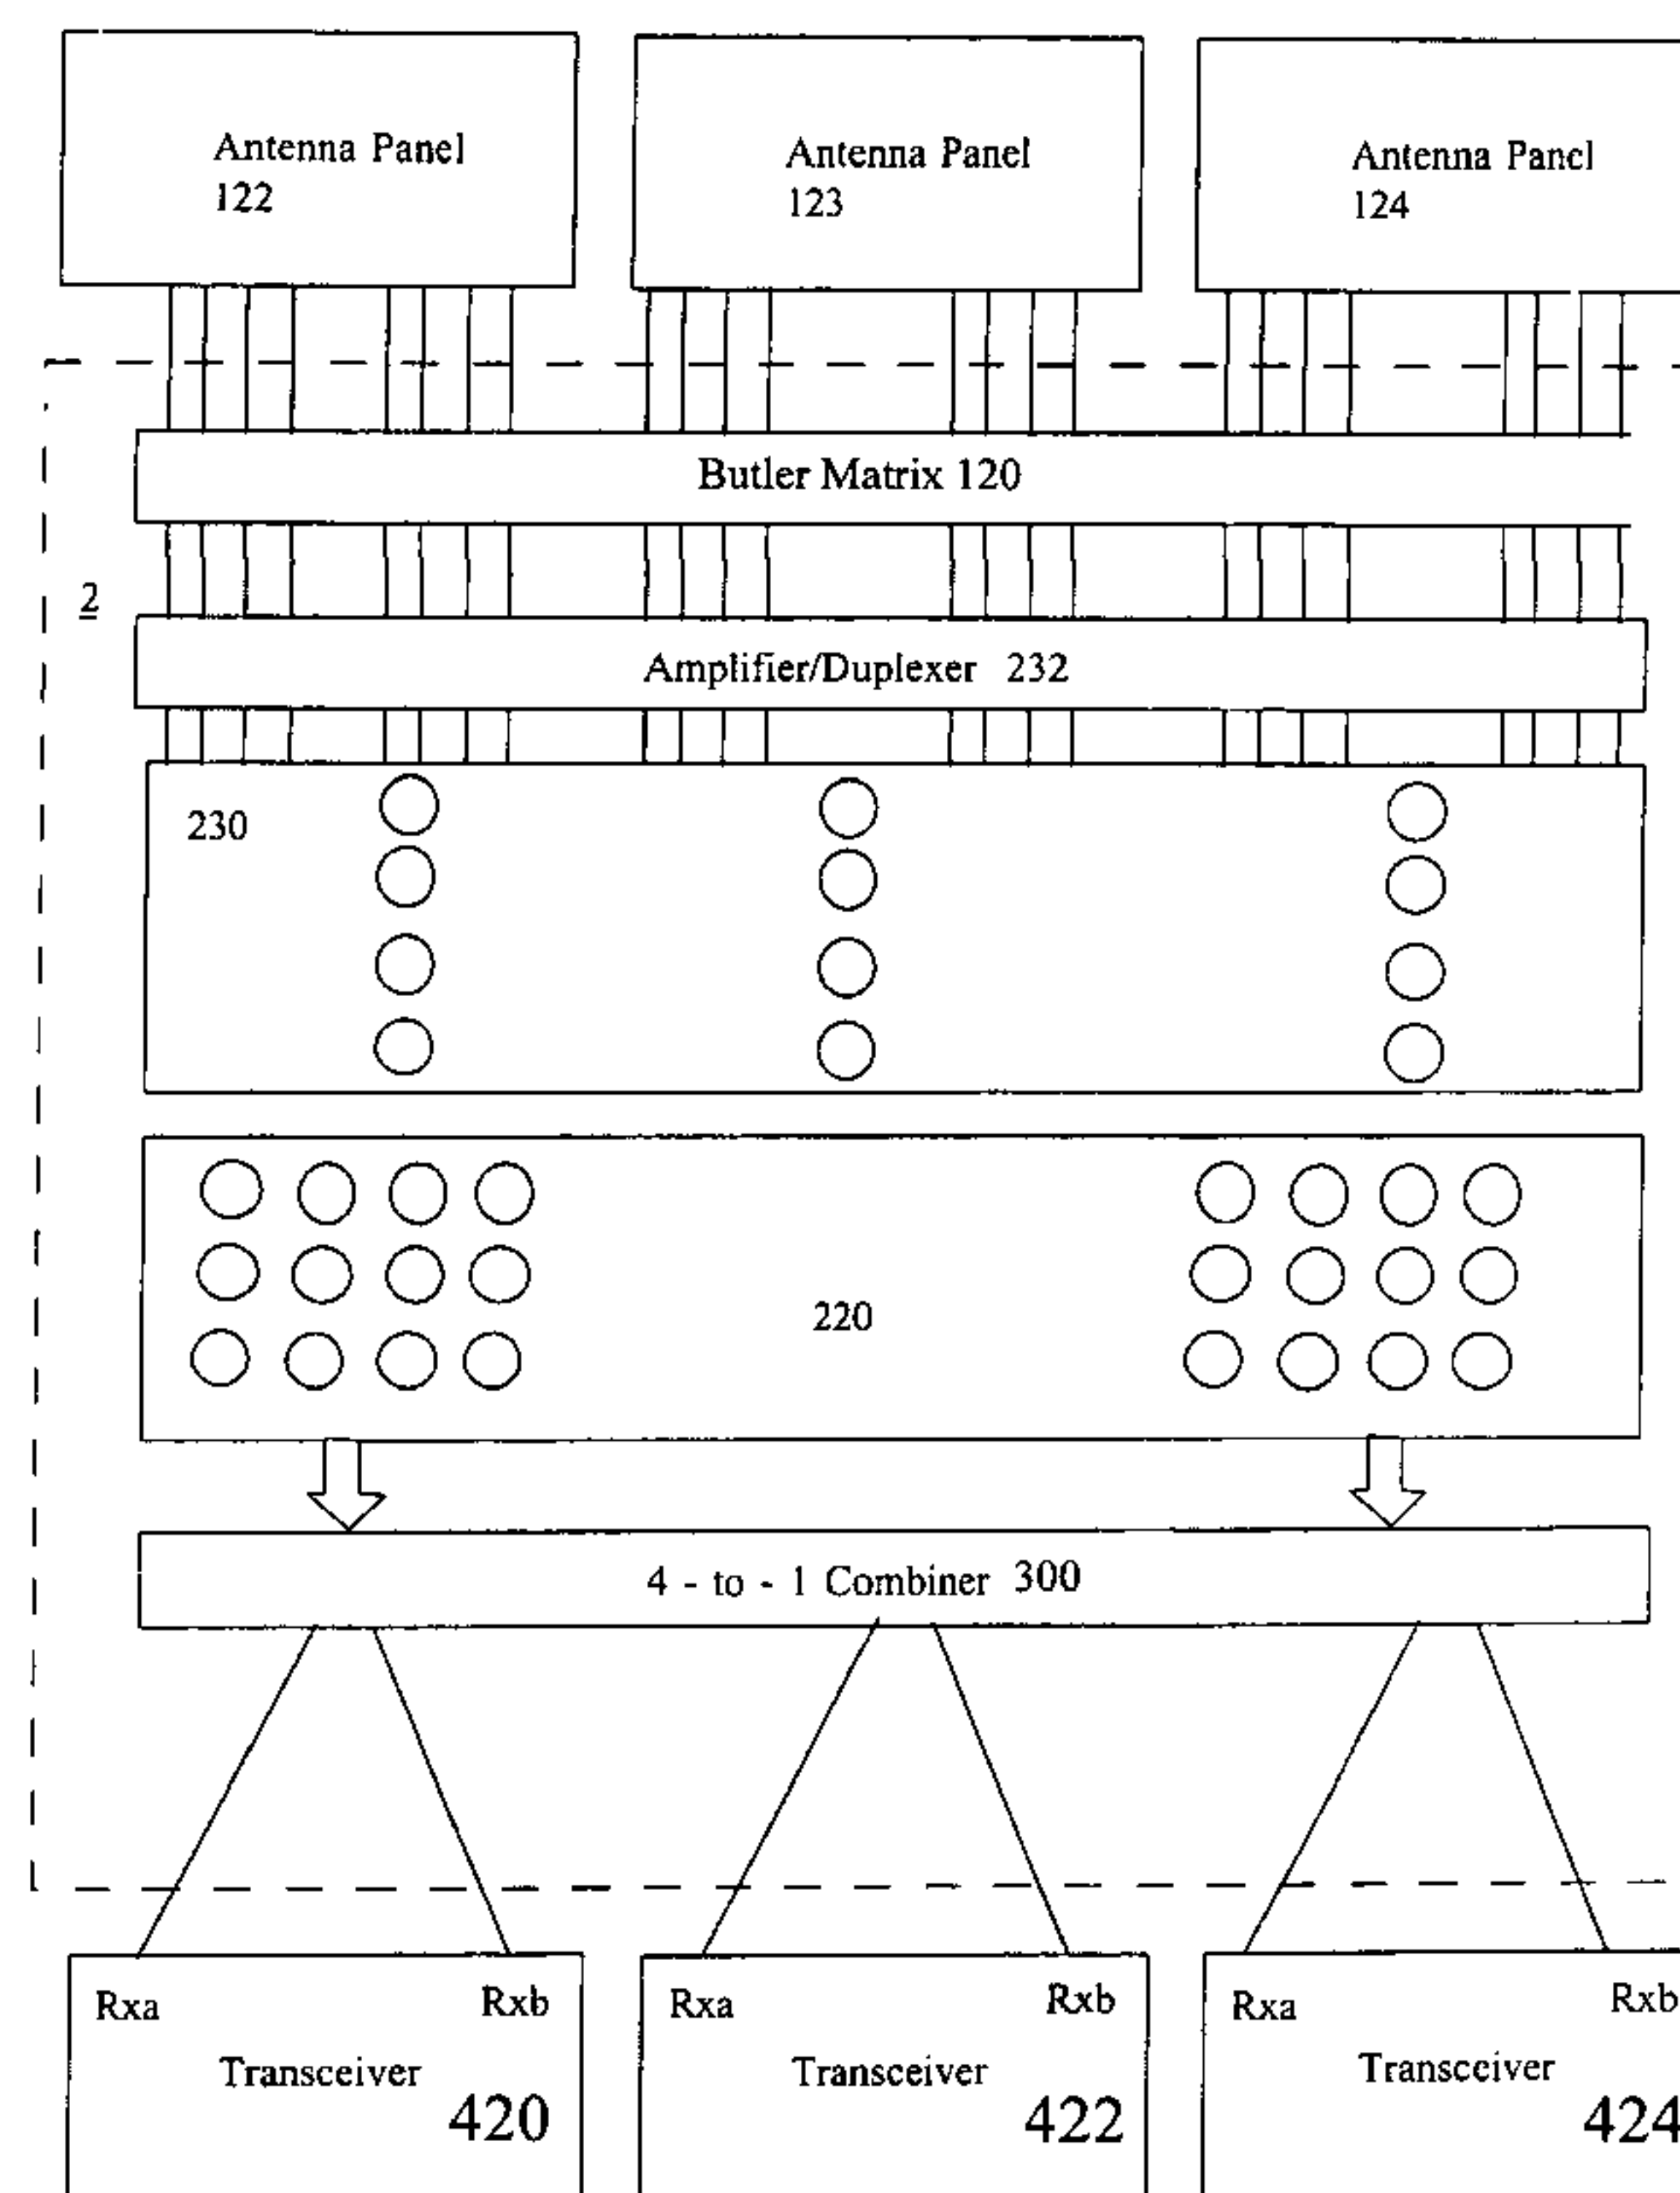 Antenna Panel
122
Antenna Panel
123
Antenna Panel
124
Butler Matrix 120
2
Amplifier/Duplexer 232
230
220
4 - to - 1 Combiner 300
Rxa Rxb
Transceiver
420
Rxa Rxb
Transceiver
422
Rxa Rxb
Transceiver
424